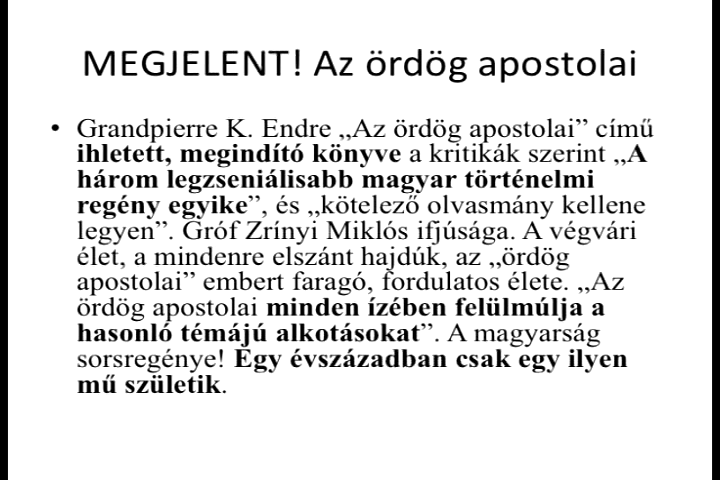 MEGJELENT! Az ördög apostolai
• Grandpierre K. Endre „Az ördög apostolai” című
ihletett, megindító könyve a kritikák szerint „A
három legzseniálisabb magyar történelmi
regény egyike”, és „kötelező olvasmány kellene
legyen”. Gróf Zrínyi Miklós ifjúsága. A végvári
élet, a mindenre elszánt hajdúk, az „ördög
apostolai” embert faragó, fordulatos élete. „Az
ördög apostolai minden ízében felülmúlja a
hasonló témájú alkotásokat”. A magyarság
sorsregénye! Egy évszázadban csak egy ilyen
mű születik.